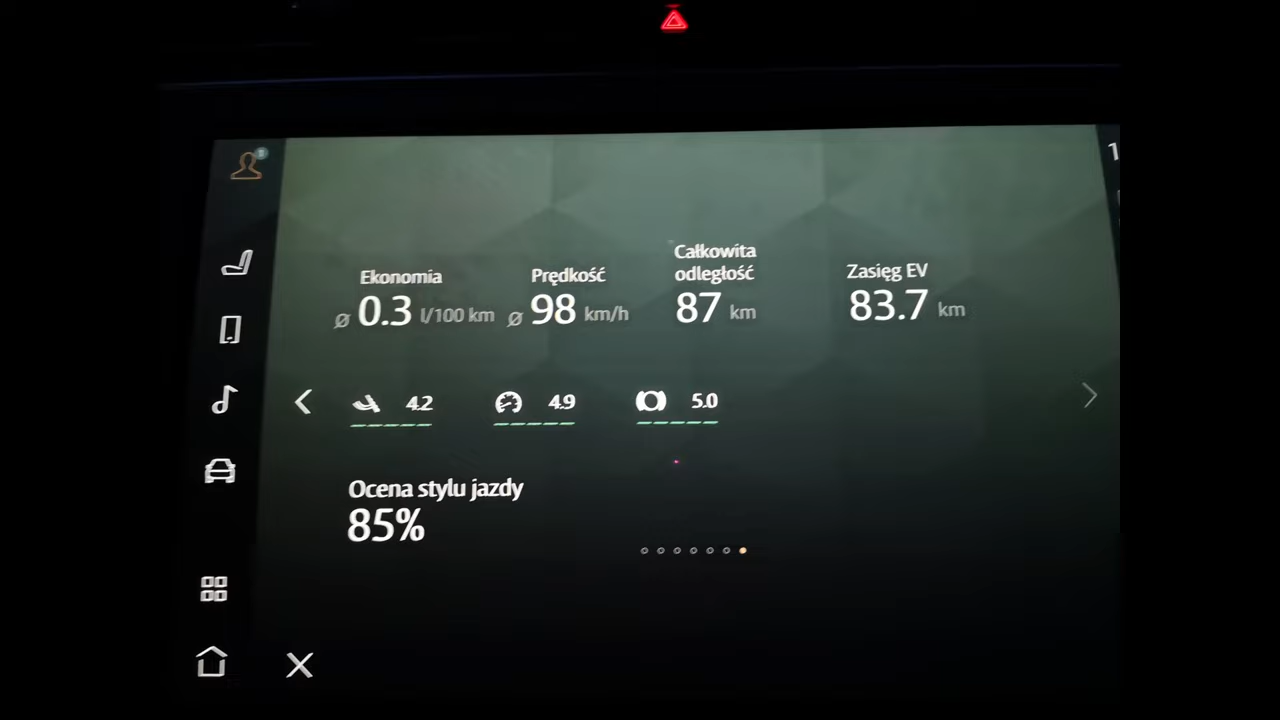 Ekonomia
ø 0.3 l/100 km
Prędkość
ø 98 km/h
Całkowita
odległość
87 km
Zasięg EV
83.7 km
4.2
4.9
5.0
Ocena stylu jazdy
85%